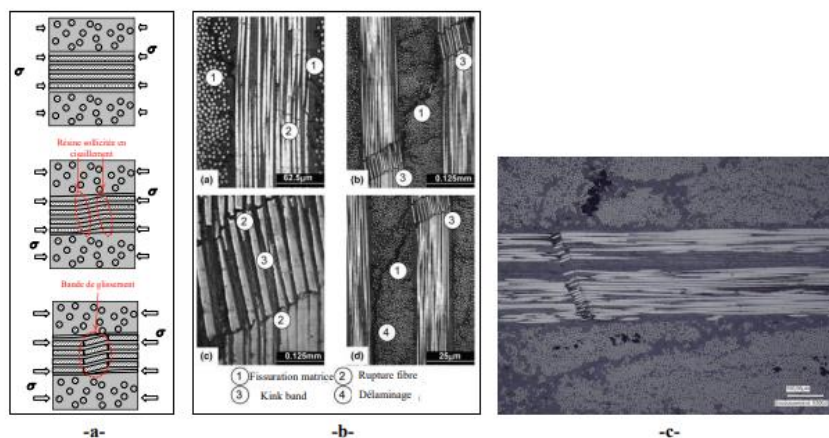 σ
σ
Résine sollicitée en
cisaillement
σ
σ
Bande de glissement
σ
σ
-a-
1
1
2
(a)
62.5μm
3
1
3
(b)
0.125mm
2
3
2
(c)
0.125mm
3
1
4
(d)
25μm
1 Fissuration matrice 2 Rupture fibre
3 Kink band 4 Délaminage
-b-
-c-